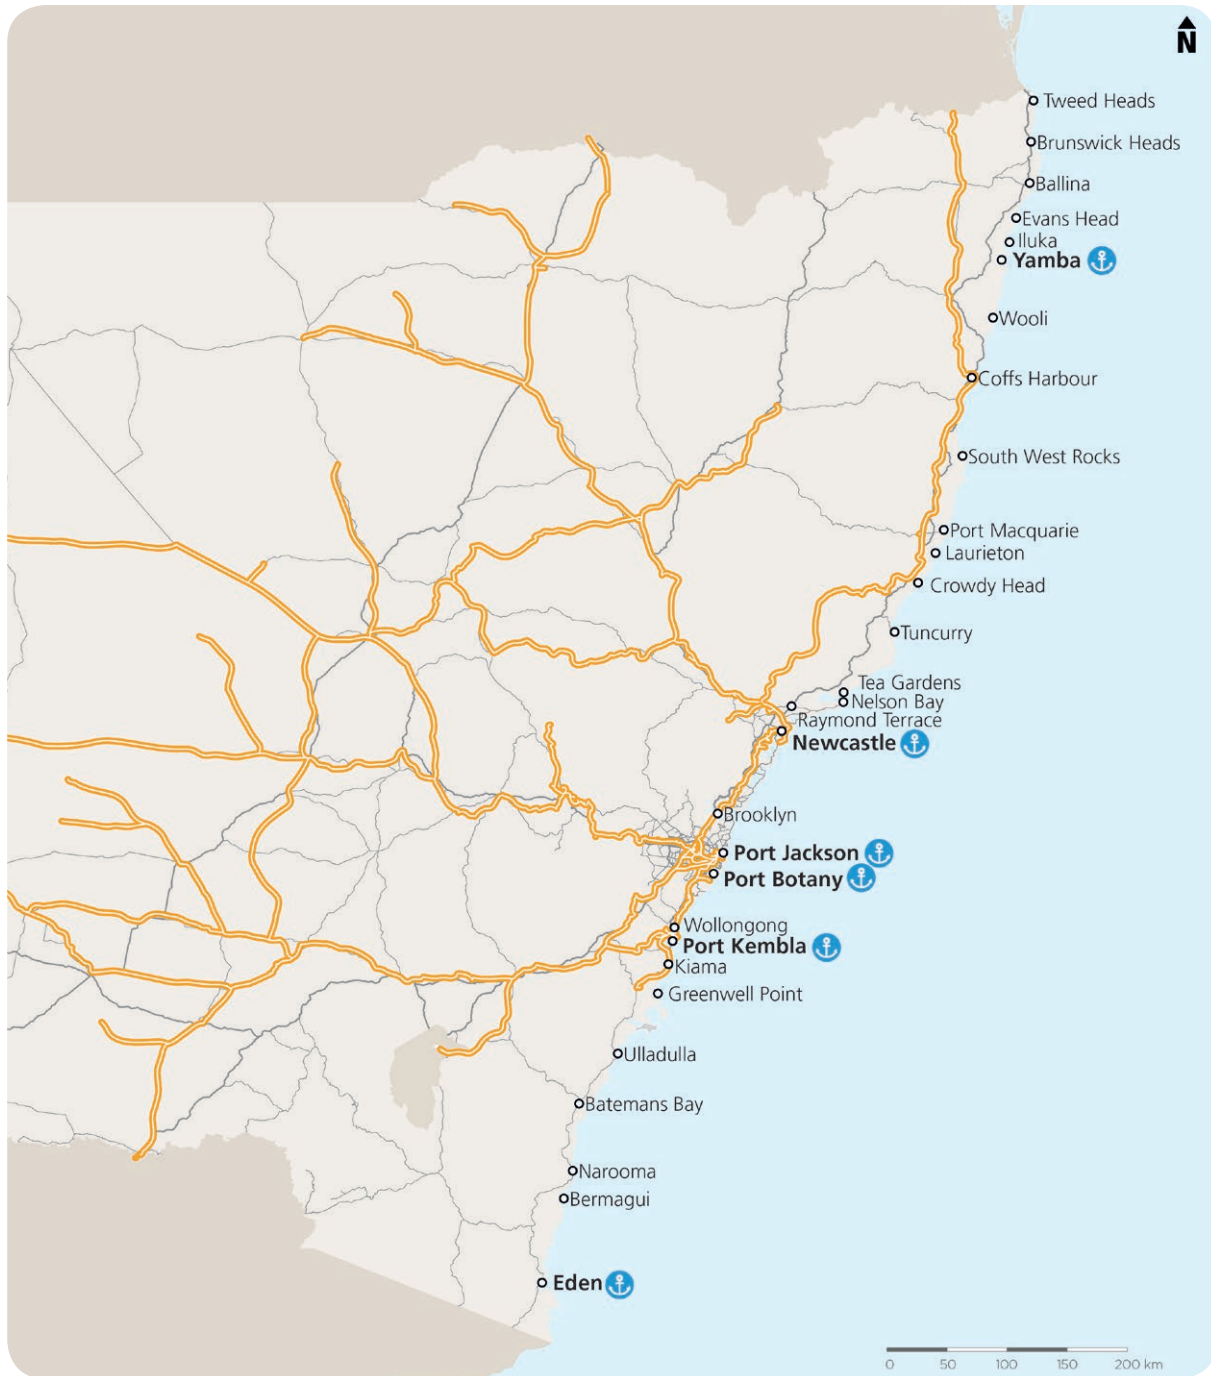 N
Tweed Heads
Brunswick Heads
Ballina
Evans Head
Iluka
Yamba
Wooli
Coffs Harbour
South West Rocks
Port Macquarie
Laurieton
Crowdy Head
Tuncurry
Tea Gardens
Nelson Bay
Raymond Terrace
Newcastle
Brooklyn
Port Jackson
Port Botany
Wollongong
Port Kembla
Kiama
Greenwell Point
Ulladulla
Batemans Bay
Narooma
Bermagui
Eden
0 50 100 150 200 km